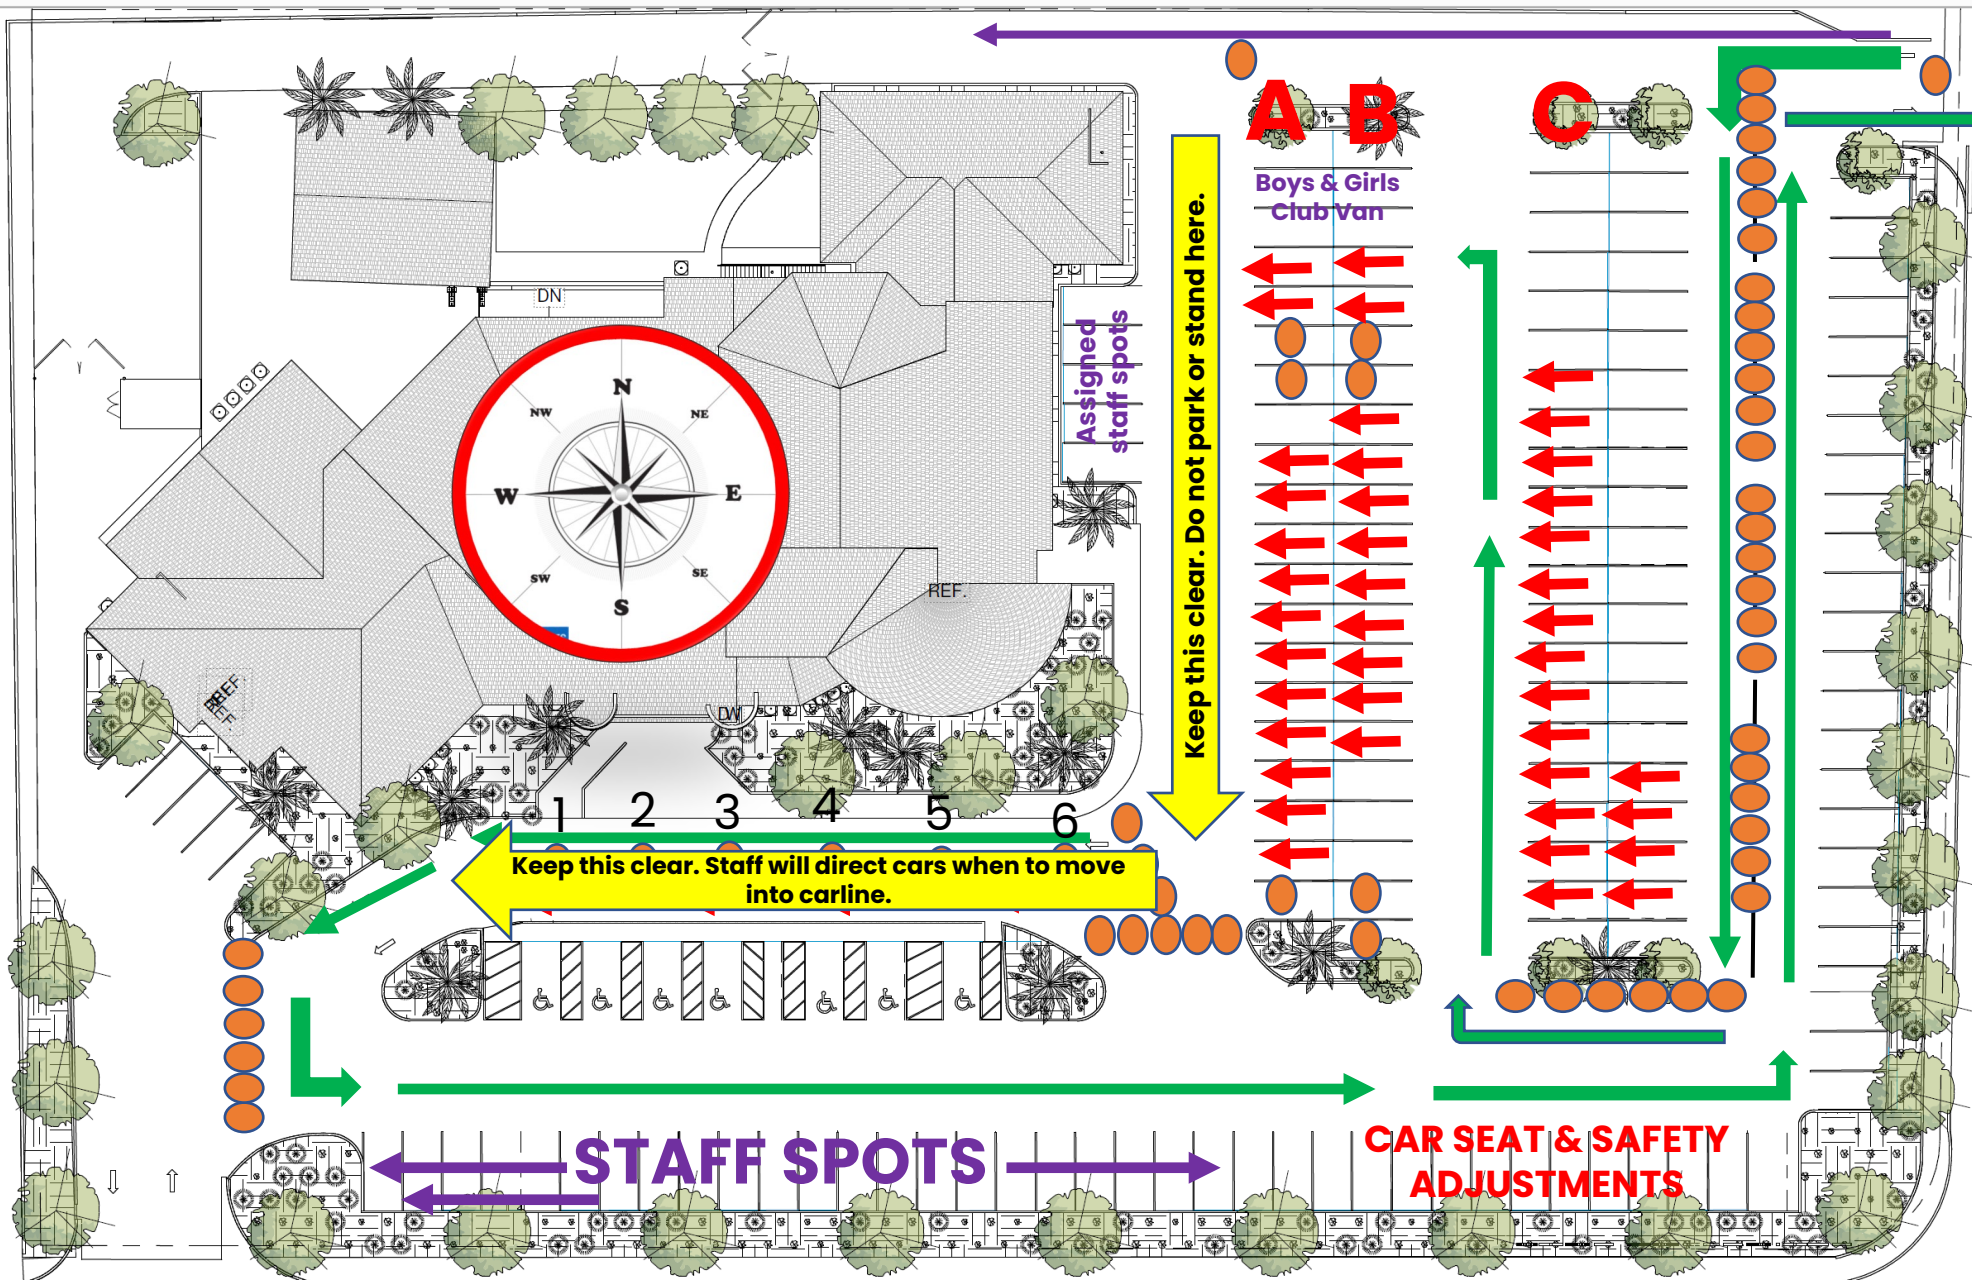 A B C
Boys & Girls
Club Van
Keep this clear. Do not park or stand here.
Assigned
staff spots
DN
N
NW
NE
W
E
SW
SE
S
REF.
DW
1 2 3 4 5 6
Keep this clear. Staff will direct cars when to move
into carline.
STAFF SPOTS
CAR SEAT & SAFETY
ADJUSTMENTS